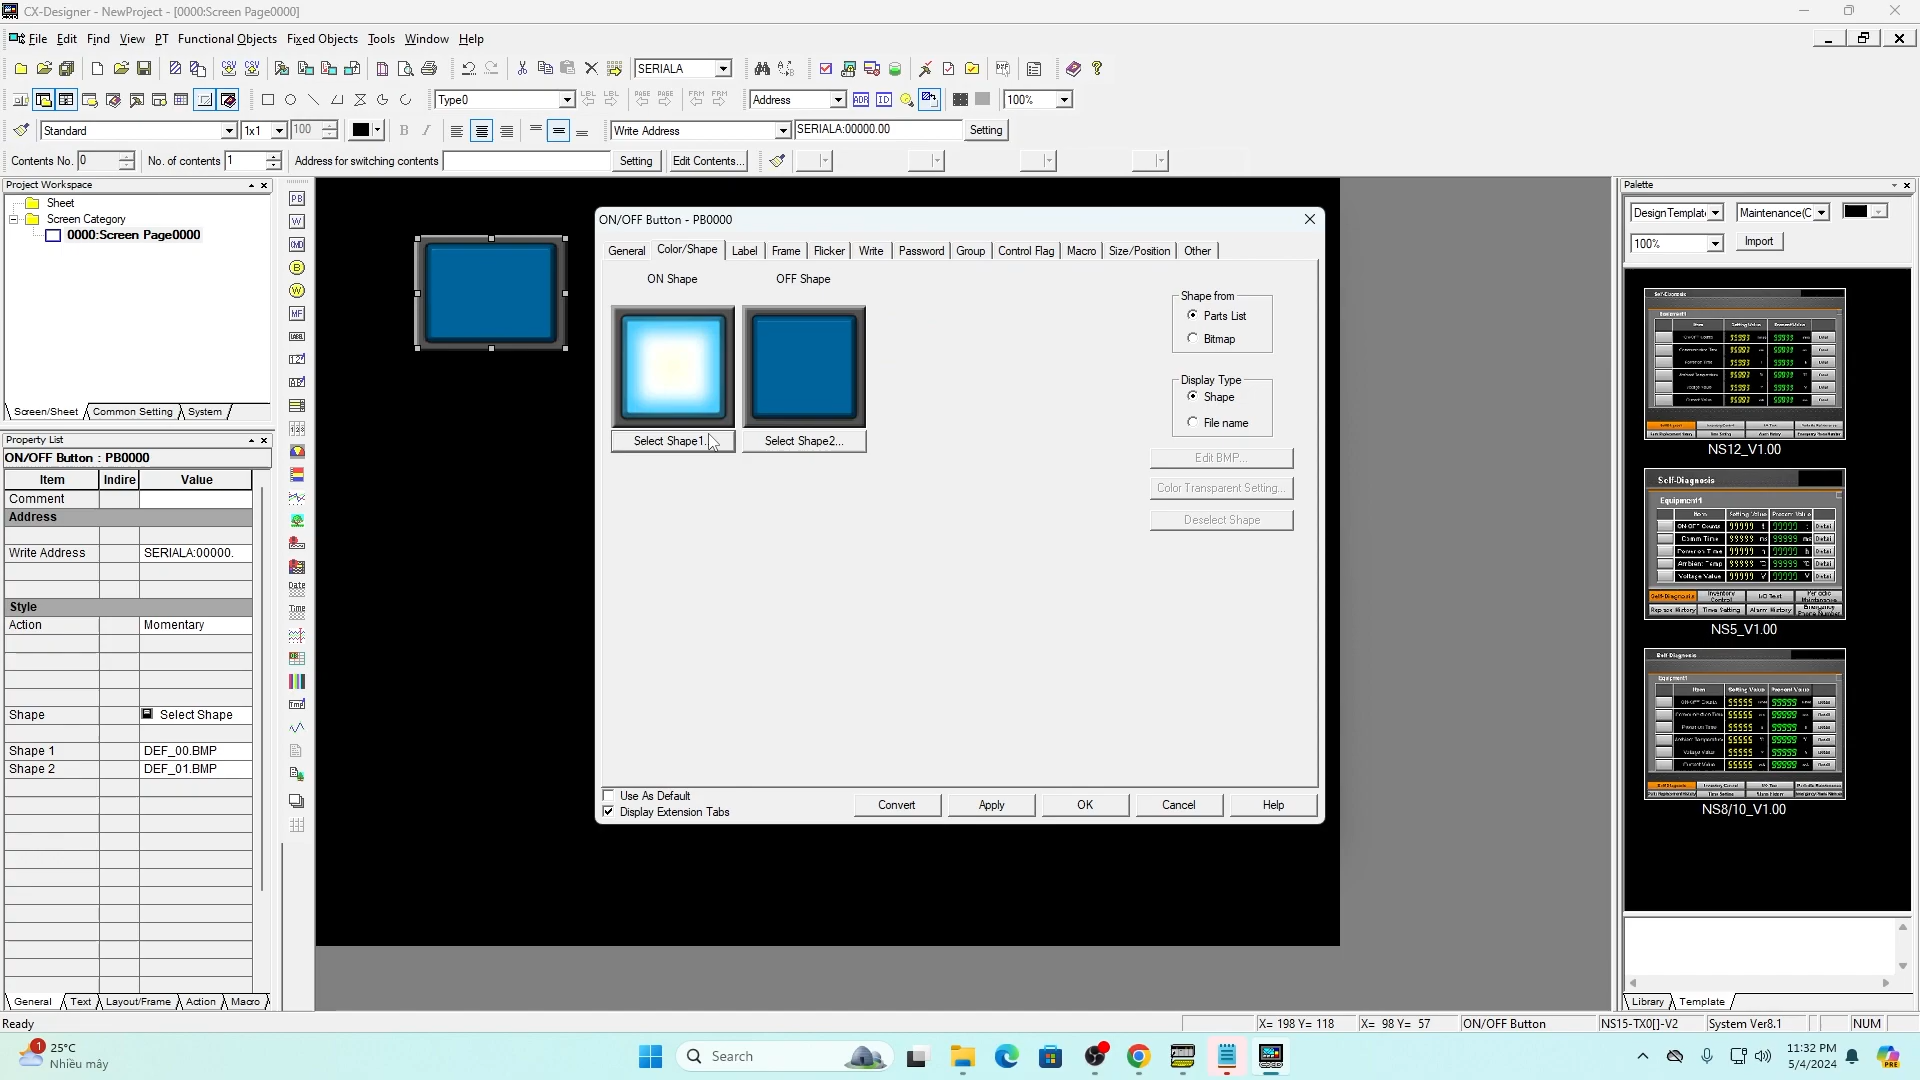 CX-Designer - NewProject - [0000:Screen Page0000]
File Edit Find View PT Functional Objects Fixed Objects Tools Window Help
SERIALA
Type0 Address 100%
Standard 1x1 100 Write Address SERIALA:00000.00 Setting
Contents No. 0 No. of contents 1 Address for switching contents Setting Edit Contents...
Project Workspace
Sheet
Screen Category
0000:Screen Page0000
Screen/Sheet Common Setting System
Property List
ON/OFF Button : PB0000
Item Indire Value
Comment
Address
Write Address SERIALA:00000.
Style
Action Momentary
Shape Select Shape
Shape 1 DEF_00.BMP
Shape 2 DEF_01.BMP
General Text Layout/Frame Action Macro
ON/OFF Button - PB0000
General Color/Shape Label Frame Flicker Write Password Group Control Flag Macro Size/Position Other
ON Shape OFF Shape
Select Shape1... Select Shape2...
Shape from
Parts List
Bitmap
Display Type
Shape
File name
Edit BMP...
Color Transparent Setting...
Deselect Shape
Use As Default
Display Extension Tabs
Convert Apply OK Cancel Help
Palette
DesignTemplat Maintenance(C
100% Import
NS12_V1.00
Self-Diagnosis
Equipment1
NS5_V1.00
NS8/10_V1.00
Library Template
Ready X= 198 Y= 118 X= 98 Y= 57 ON/OFF Button NS15-TX0[]-V2 System Ver8.1 NUM
1
25°C
Nhiều mây
Search
11:32 PM
5/4/2024